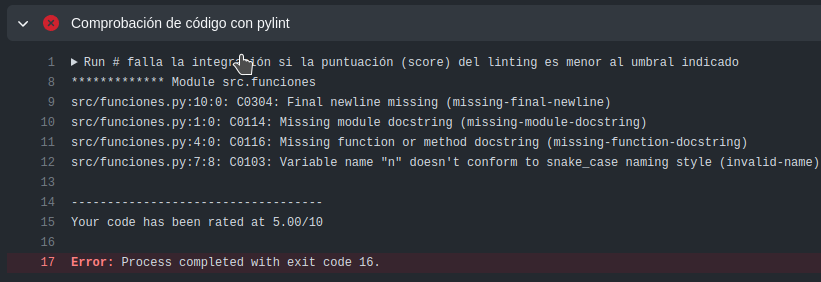 Comprobación de código con pylint
1 Run # falla la integración si la puntuación (score) del linting es menor al umbral indicado
8 ************* Module src.funciones
9 src/funciones.py:10:0: C0304: Final newline missing (missing-final-newline)
10 src/funciones.py:1:0: C0114: Missing module docstring (missing-module-docstring)
11 src/funciones.py:4:0: C0116: Missing function or method docstring (missing-function-docstring)
12 src/funciones.py:7:8: C0103: Variable name "n" doesn't conform to snake_case naming style (invalid-name)
13
14 -----------------------------------
15 Your code has been rated at 5.00/10
16
17 Error: Process completed with exit code 16.